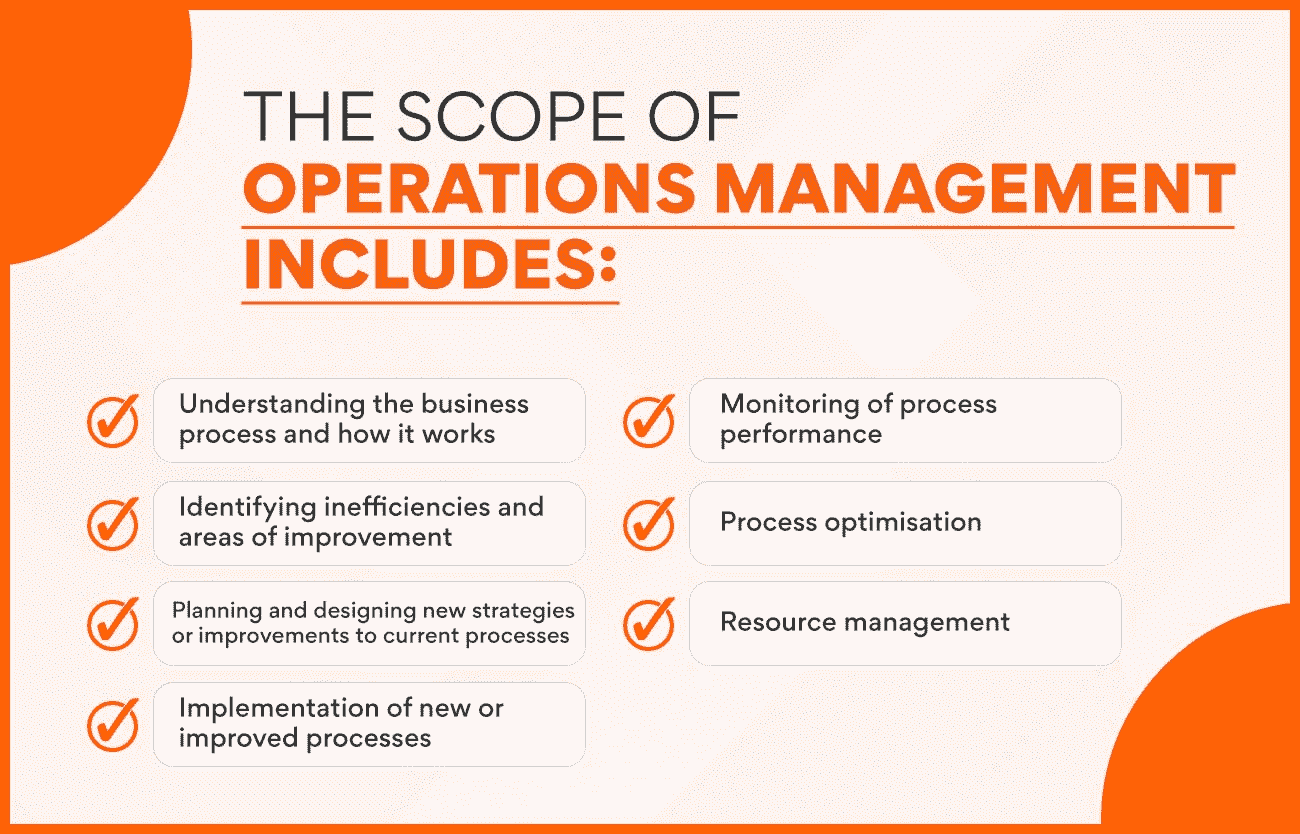 THE SCOPE OF
OPERATIONS MANAGEMENT
INCLUDES:
Understanding the business
process and how it works
Identifying inefficiencies and
areas of improvement
Planning and designing new strategies
or improvements to current processes
Implementation of new or
improved processes
Monitoring of process
performance
Process optimisation
Resource management